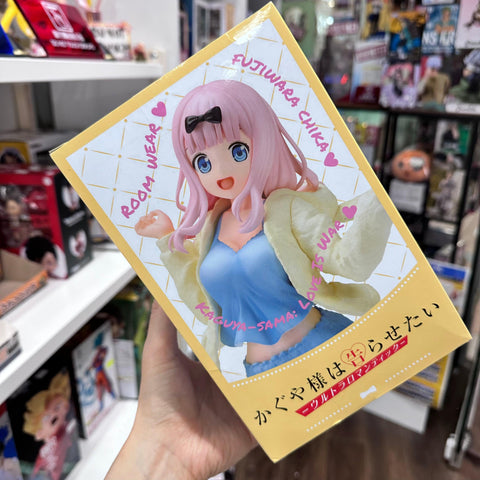 ROOM WEAR
FUJIWARA CHIKA
KAGUYA-SAMA: LOVE IS WAR
かぐや様は告らせたい
-ウルトラロマンティック-